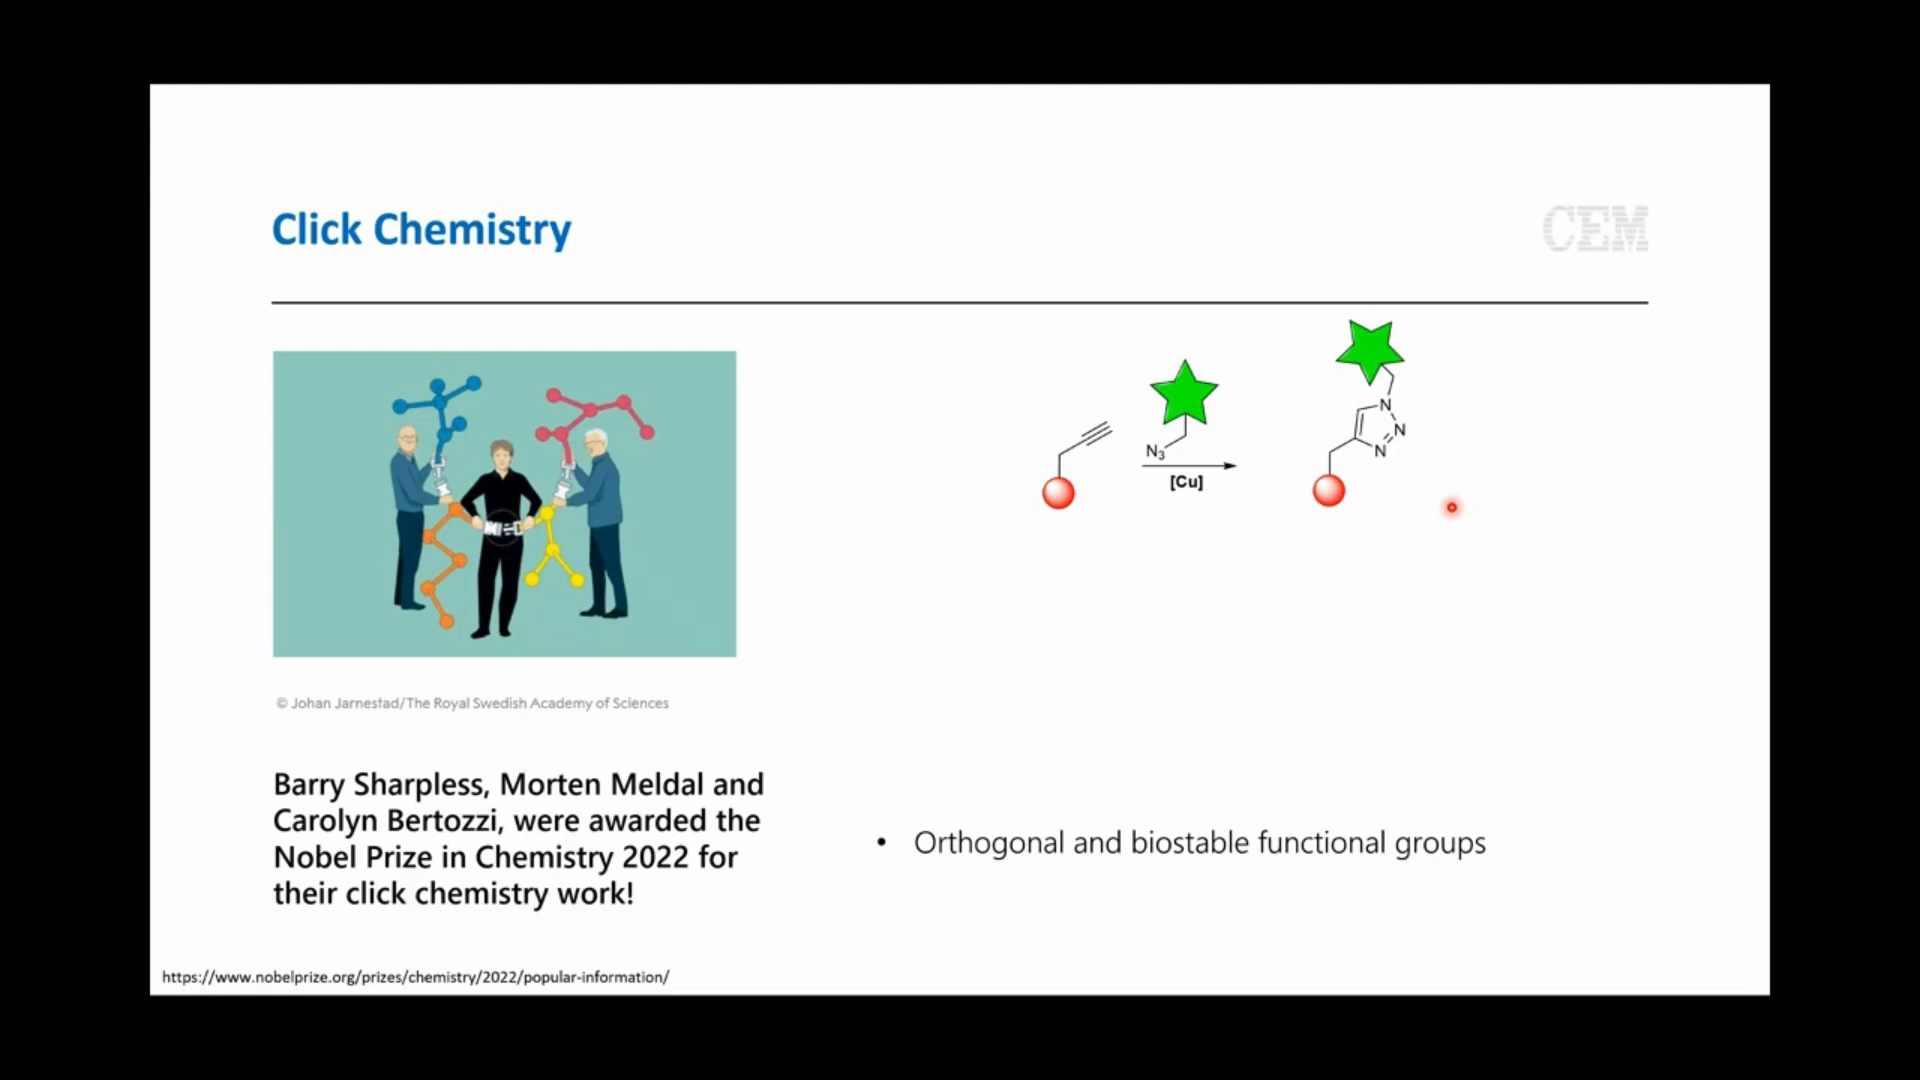 Click Chemistry
CEM
N3
[Cu]
N
N
N
© Johan Jarnestad/The Royal Swedish Academy of Sciences
Barry Sharpless, Morten Meldal and
Carolyn Bertozzi, were awarded the
Nobel Prize in Chemistry 2022 for
their click chemistry work!
• Orthogonal and biostable functional groups
https://www.nobelprize.org/prizes/chemistry/2022/popular-information/